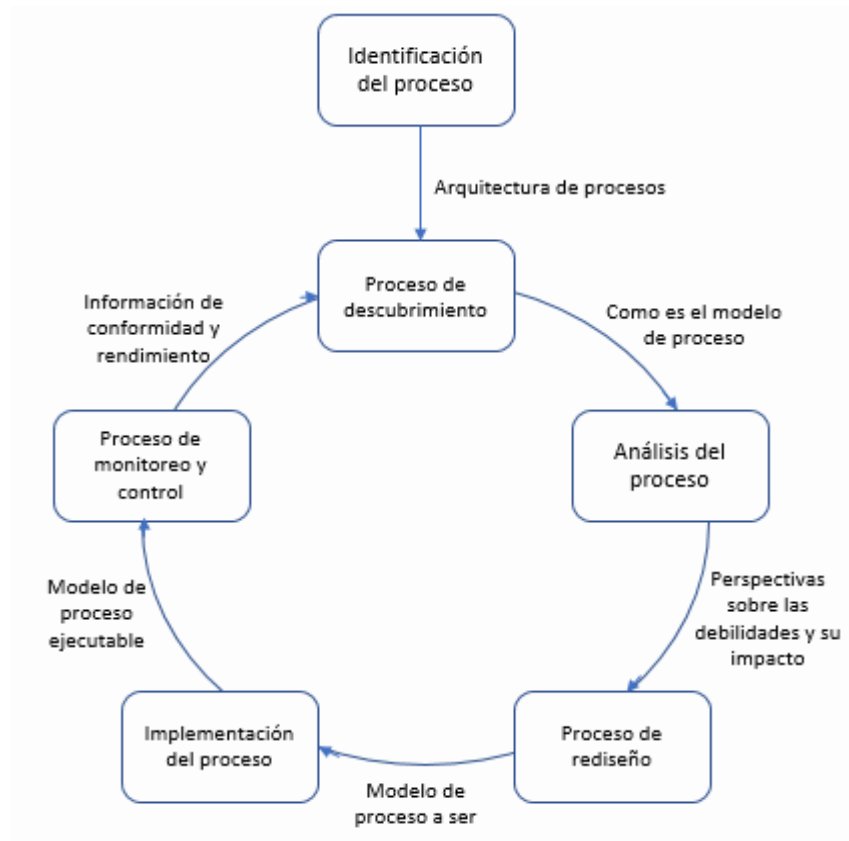 Identificación
del proceso
Arquitectura de procesos
Proceso de
descubrimiento
Información de
conformidad y
rendimiento
Como es el modelo
de proceso
Proceso de
monitoreo y
control
Análisis del
proceso
Modelo de
proceso
ejecutable
Perspectivas
sobre las
debilidades y su
impacto
Implementación
del proceso
Proceso de
rediseño
Modelo de
proceso a ser